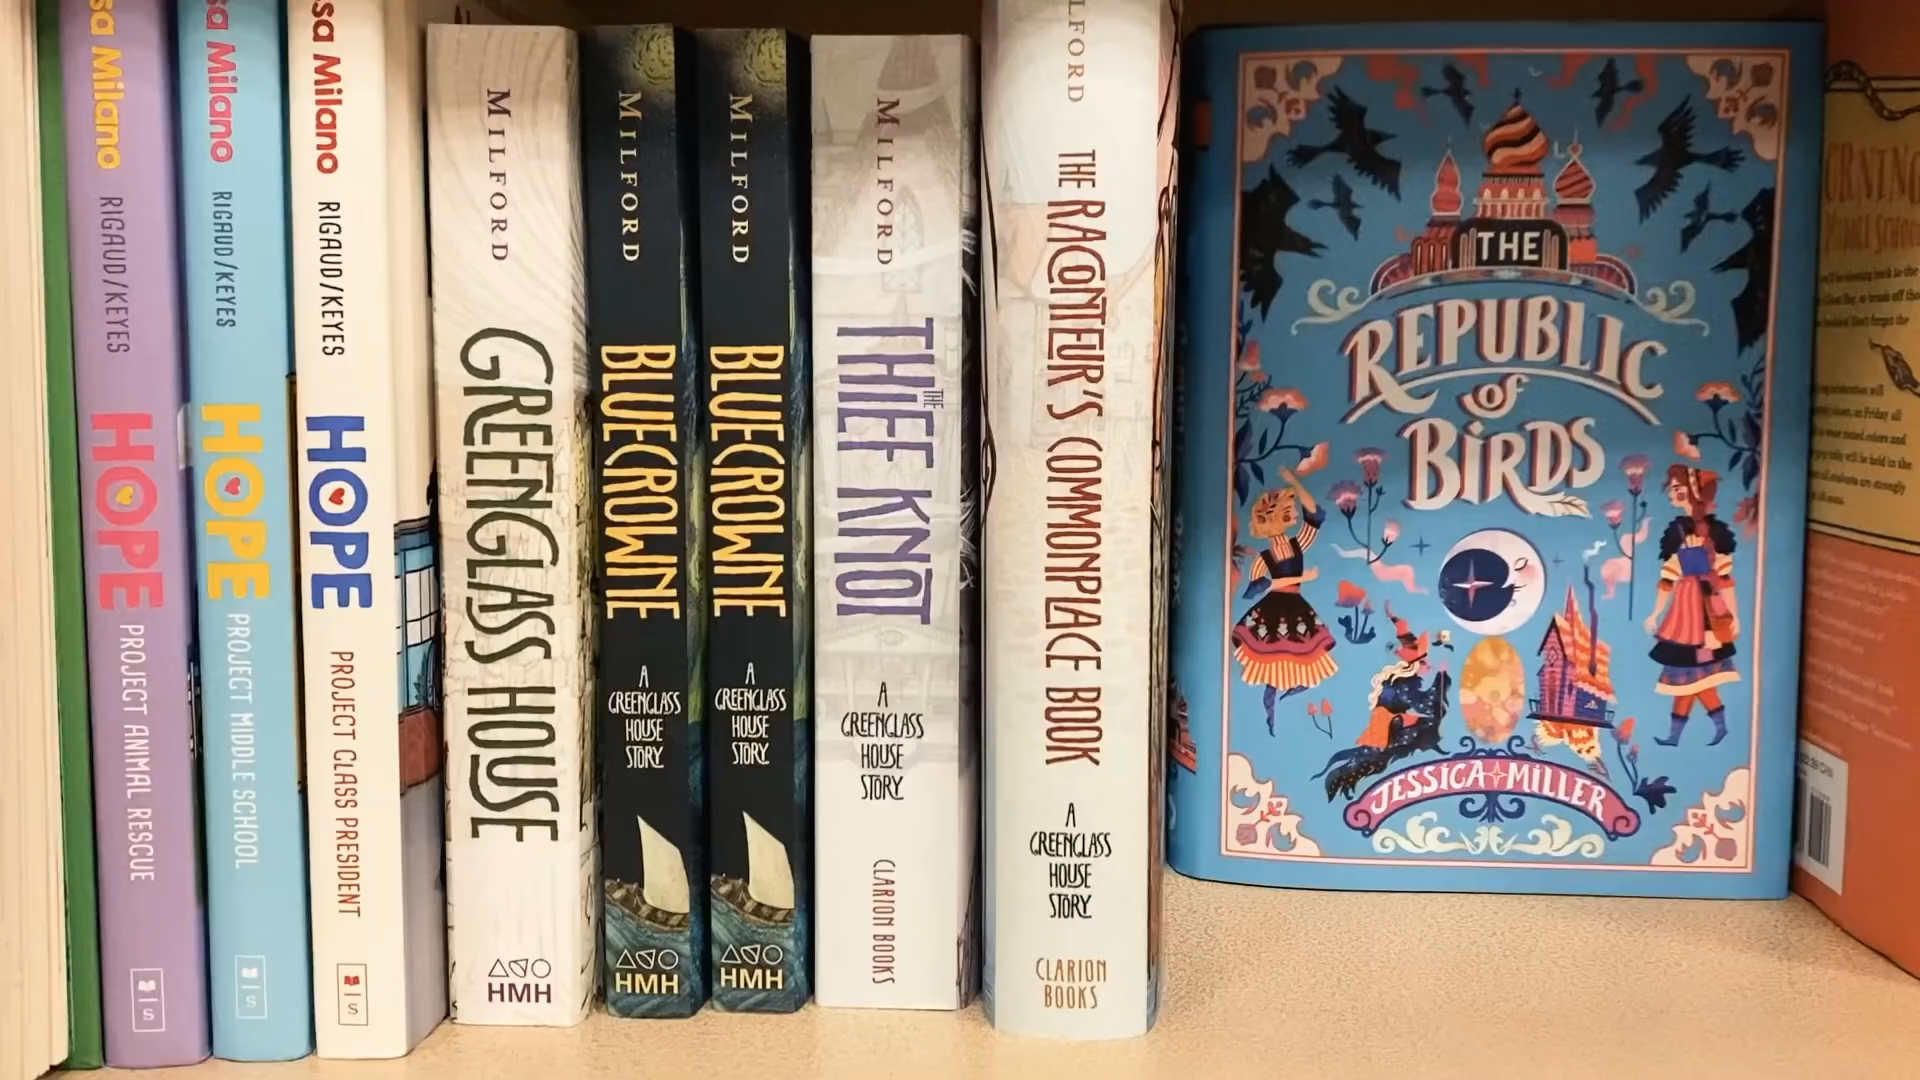 sa Milano
RIGAUD/KEYES
HOPE
PROJECT ANIMAL RESCUE
IS
sa Milano
RIGAUD/KEYES
HOPE
PROJECT MIDDLE SCHOOL
IS
sa Milano
RIGAUD/KEYES
HOPE
PROJECT CLASS PRESIDENT
IS
MILFORD
GREENGLASS HOUSE
HMH
MILFORD
BLUECROWNE
A
GREENGLASS
HOUSE
STORY
HMH
MILFORD
BLUECROWNE
A
GREENGLASS
HOUSE
STORY
HMH
MILFORD
THE
THIEF KNOT
A
GREENGLASS
HOUSE
STORY
CLARION BOOKS
LFORD
THE RACONTEUR'S COMMONPLACE BOOK
A
GREENGLASS
HOUSE
STORY
CLARION
BOOKS
THE
REPUBLIC
of
BIRDS
JESSICA MILLER